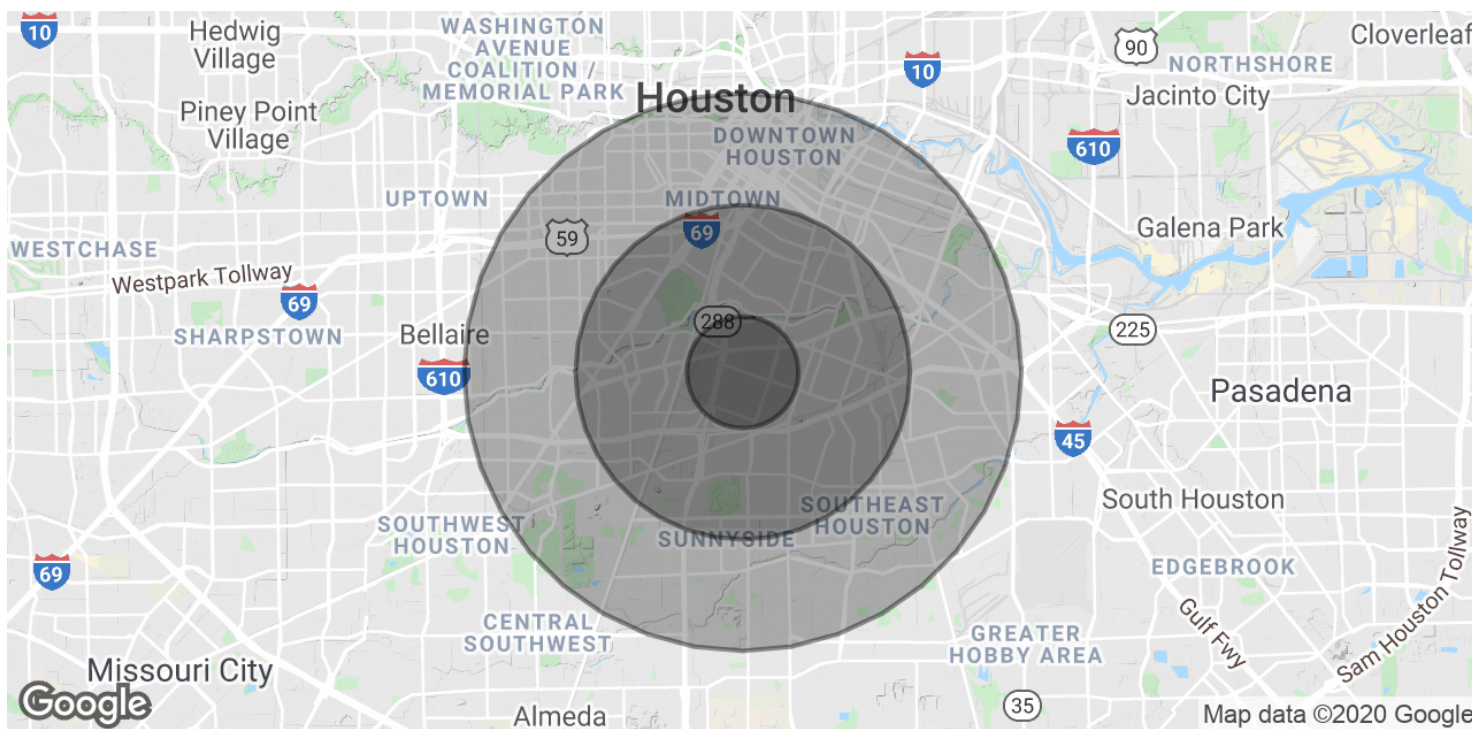 10
Hedwig
Village
WASHINGTON
AVENUE
COALITION /
MEMORIAL PARK
10
90
Cloverleaf
NORTHSHORE
Piney Point
Village
Houston
Jacinto City
DOWNTOWN
HOUSTON
610
UPTOWN
MIDTOWN
69
59
Galena Park
WESTCHASE
Westpark Tollway
69
288
225
SHARPSTOWN
Bellaire
610
Pasadena
45
SOUTHWEST
HOUSTON
SUNNYSIDE
SOUTHEAST
HOUSTON
South Houston
69
EDGEBROOK
CENTRAL
SOUTHWEST
GREATER
HOBBY AREA
Gulf Fwy
Sam Houston Tollway
Missouri City
Google
Almeda
35
Map data ©2020 Google